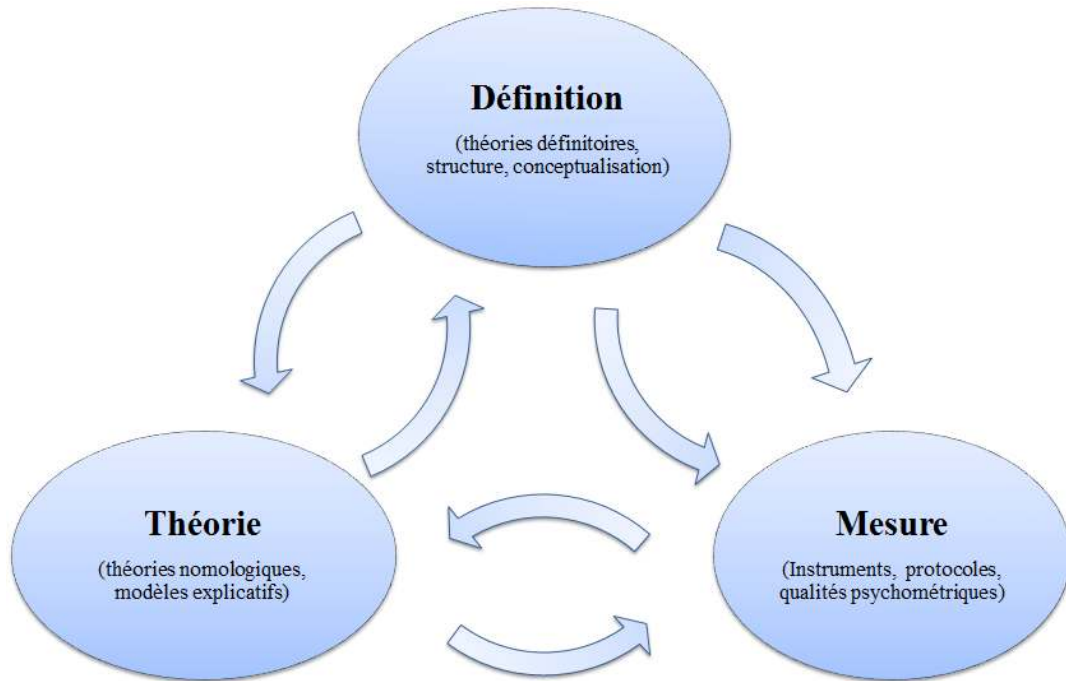 Définition
(théories définitoires,
structure, conceptualisation)
Théorie
(théories nomologiques,
modèles explicatifs)
Mesure
(Instruments, protocoles,
qualités psychométriques)